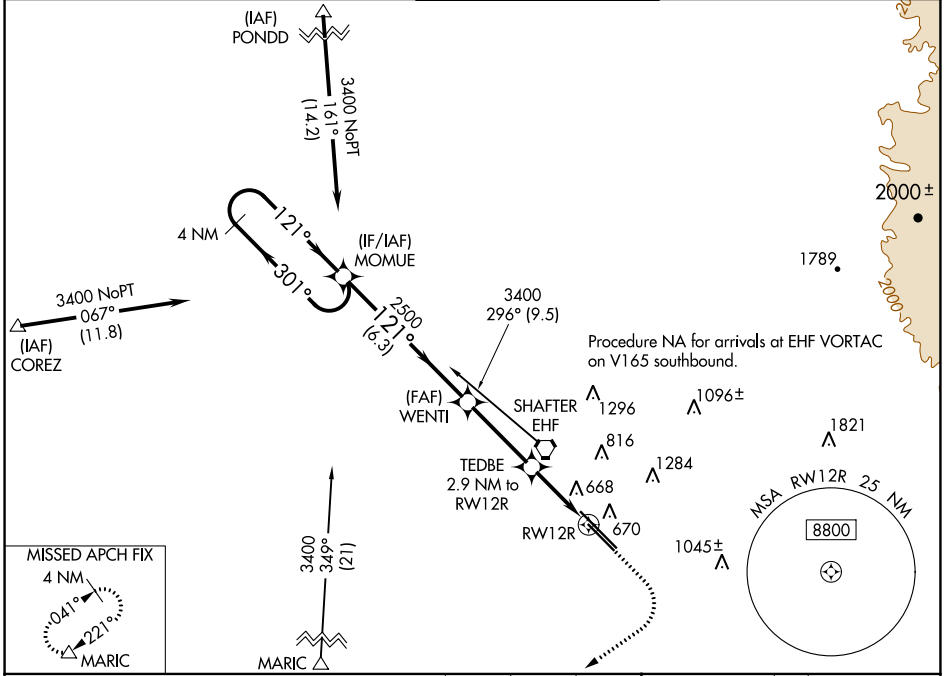 (IAF)
PONDD
3400 NoPT
161°
(14.2)
2000±
4 NM
121°
301°
(IF/IAF)
MOMUE
1789
2000
3400 NoPT
067°
(11.8)
(IAF)
COREZ
2500
121°
(6.3)
3400
296° (9.5)
Procedure NA for arrivals at EHF VORTAC
on V165 southbound.
(FAF)
WENTI
SHAFTER
EHF
1296
1096±
816
1821
TEDBE
2.9 NM to
RW12R
1284
668
670
RW12R
1045±
MSA RW12R 25 NM
8800
3400
349°
(21)
MARIC
MISSED APCH FIX
4 NM
041°
221°
MARIC